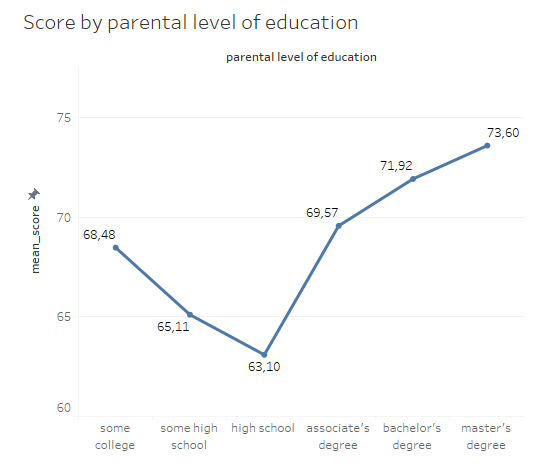 Score by parental level of education
parental level of education
75
70
65
60
mean_score
68,48
65,11
63,10
69,57
71,92
73,60
some
college
some high
school
high school
associate's
degree
bachelor's
degree
master's
degree